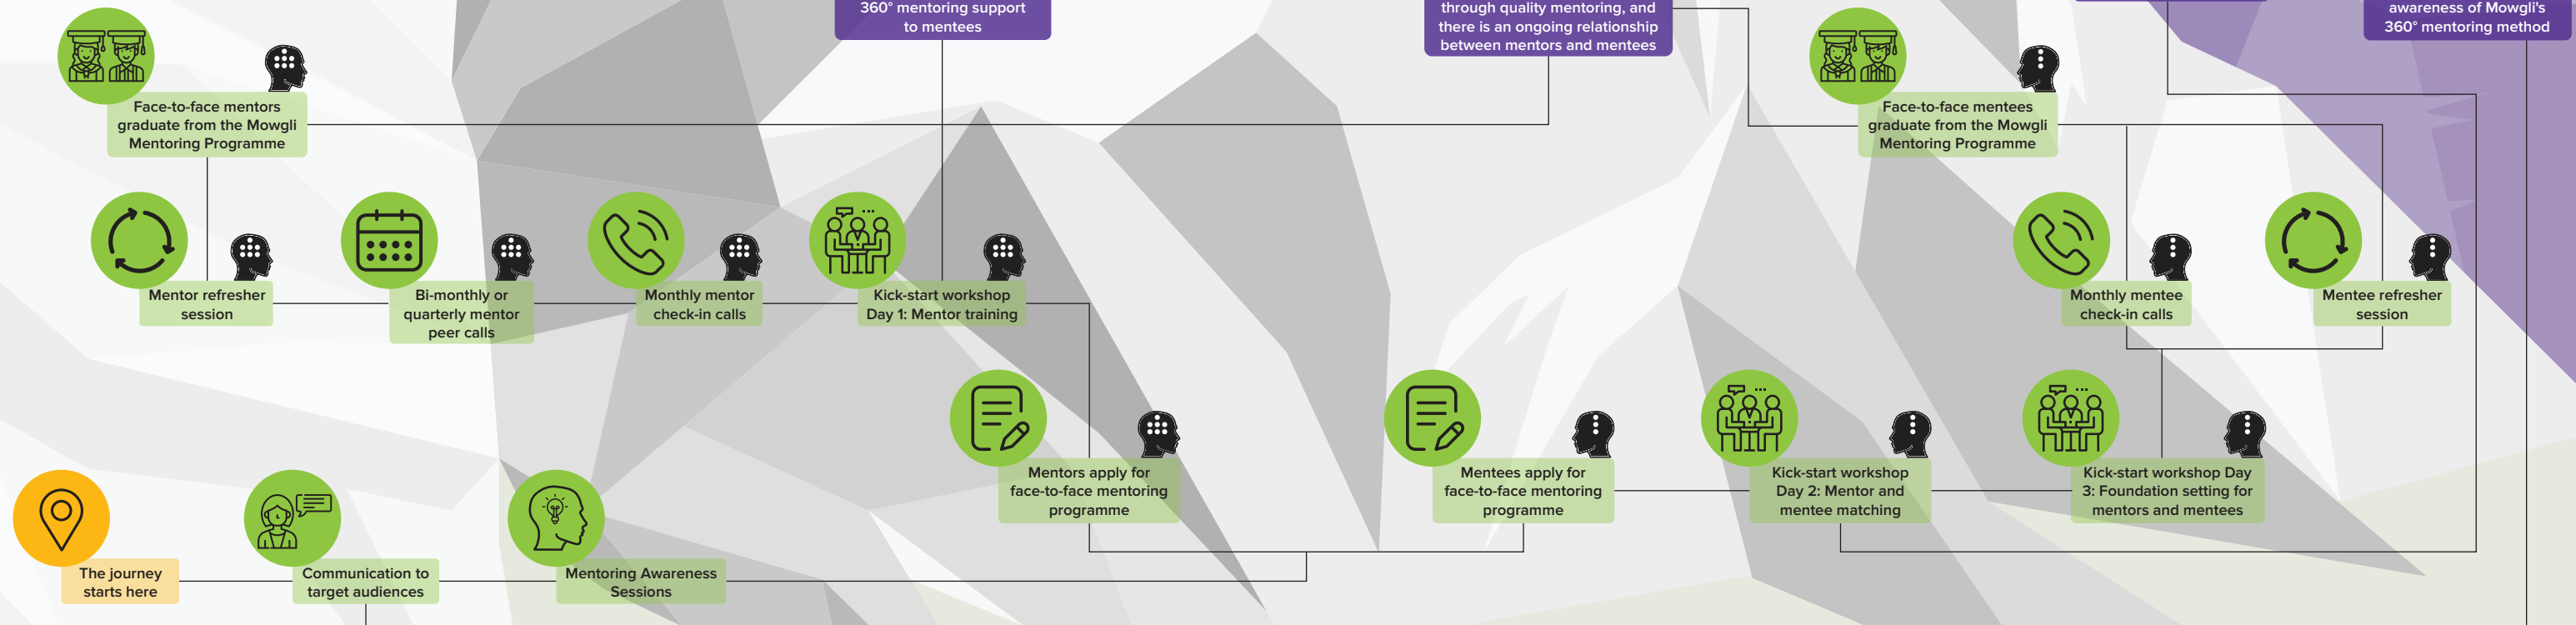 360° mentoring support
to mentees
through quality mentoring, and
there is an ongoing relationship
between mentors and mentees
awareness of Mowgli's
360° mentoring method
Face-to-face mentors
graduate from the Mowgli
Mentoring Programme
Face-to-face mentees
graduate from the Mowgli
Mentoring Programme
Mentor refresher
session
Bi-monthly or
quarterly mentor
peer calls
Monthly mentor
check-in calls
Kick-start workshop
Day 1: Mentor training
Monthly mentee
check-in calls
Mentee refresher
session
Mentors apply for
face-to-face mentoring
programme
Mentees apply for
face-to-face mentoring
programme
Kick-start workshop
Day 2: Mentor and
mentee matching
Kick-start workshop Day
3: Foundation setting for
mentors and mentees
The journey
starts here
Communication to
target audiences
Mentoring Awareness
Sessions